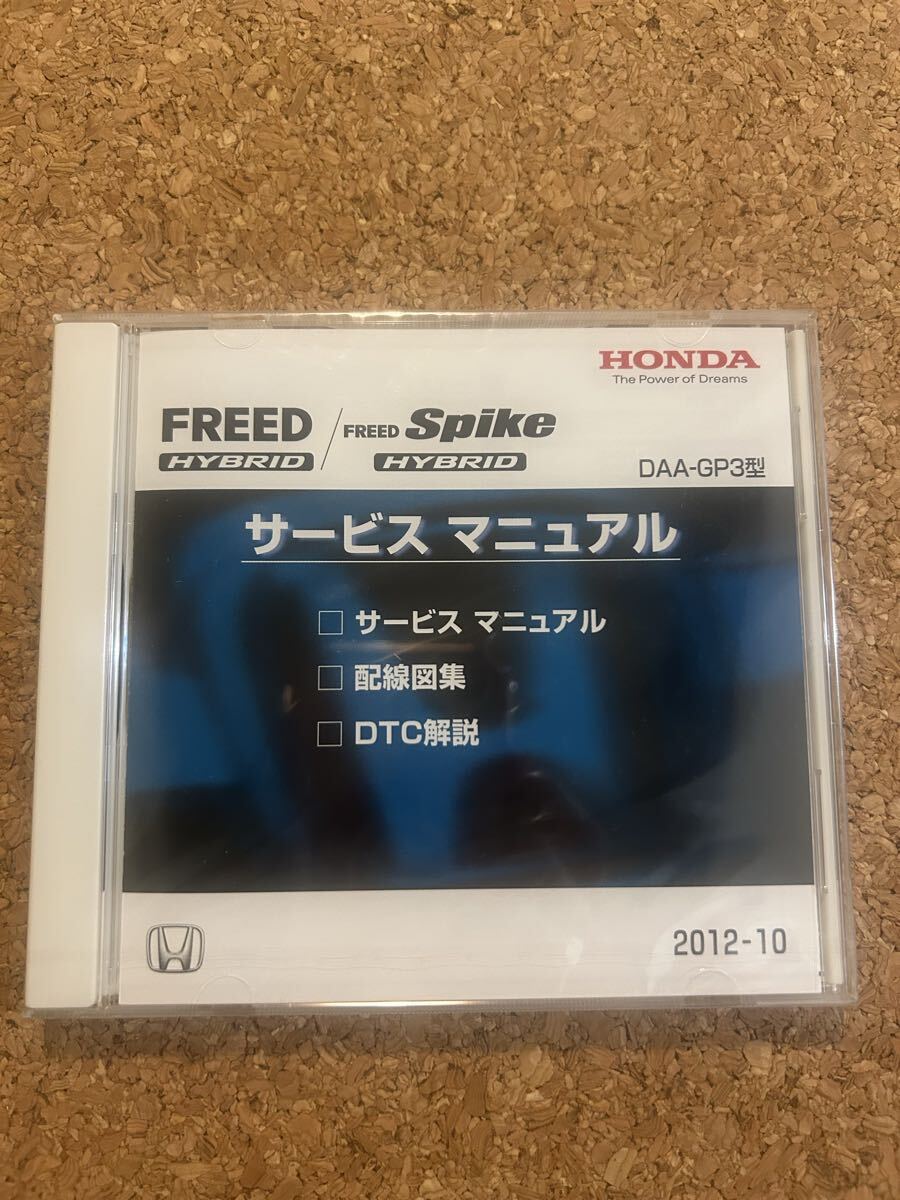 HONDA
The Power of Dreams
FREED / FREED Spike
HYBRID HYBRID
DAA-GP3型
サービス マニュアル
□ サービス マニュアル
□ 配線図集
□ DTC解説
2012-10